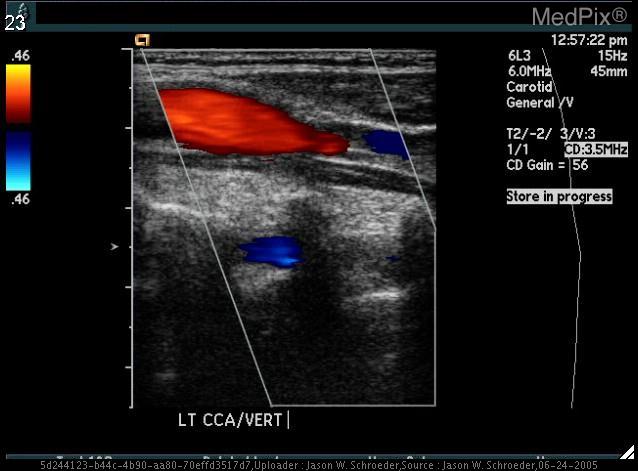 23
MedPix®
12:57:22 pm
6L3 15Hz
6.0MHz 45mm
Carotid
General /V
T2/-2/ 3/V:3
1/1 CD:3.5MHz
CD Gain = 56
Store in progress
.46
.46
LT CCA/VERT
5d244123-b44c-4b90-aa80-70effd3517d7,Uploader : Jason W. Schroeder,Source : Jason W. Schroeder,06-24-2005